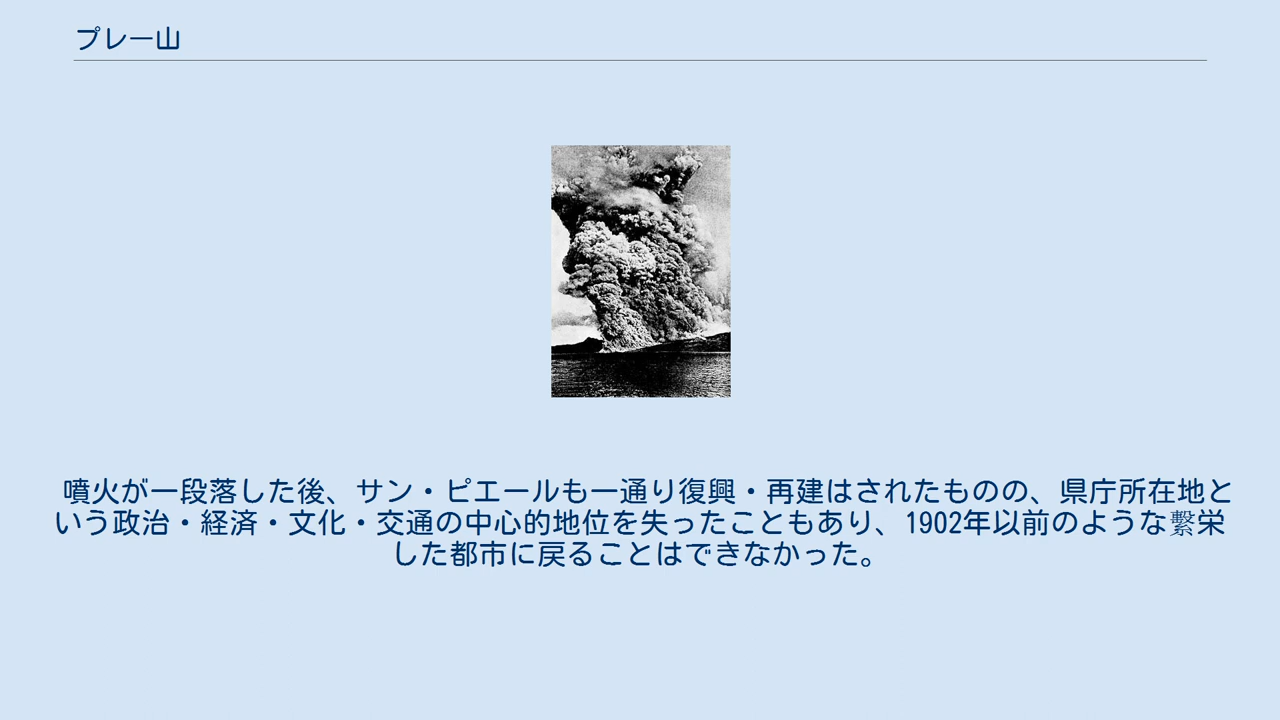 プレー山
噴火が一段落した後、サン・ピエールも一通り復興・再建はされたものの、県庁所在地と
いう政治・経済・文化・交通の中心的地位を失ったこともあり、1902年以前のような繫栄
した都市に戻ることはできなかった。